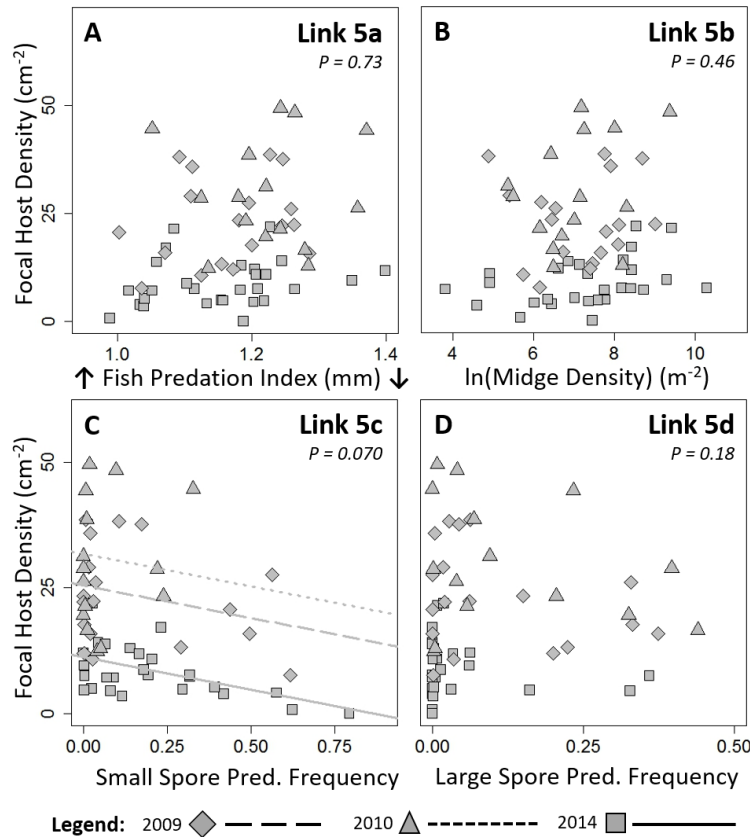 A Link 5a
P = 0.73
B Link 5b
P = 0.46
Focal Host Density (cm-2)
50
25
0
1.0 1.2 1.4
4 6 8 10
↑ Fish Predation Index (mm) ↓
ln(Midge Density) (m-2)
C Link 5c
P = 0.070
D Link 5d
P = 0.18
Focal Host Density (cm-2)
50
25
0
0.00 0.25 0.50 0.75
0.00 0.25 0.50
Small Spore Pred. Frequency
Large Spore Pred. Frequency
Legend: 2009 2010 2014